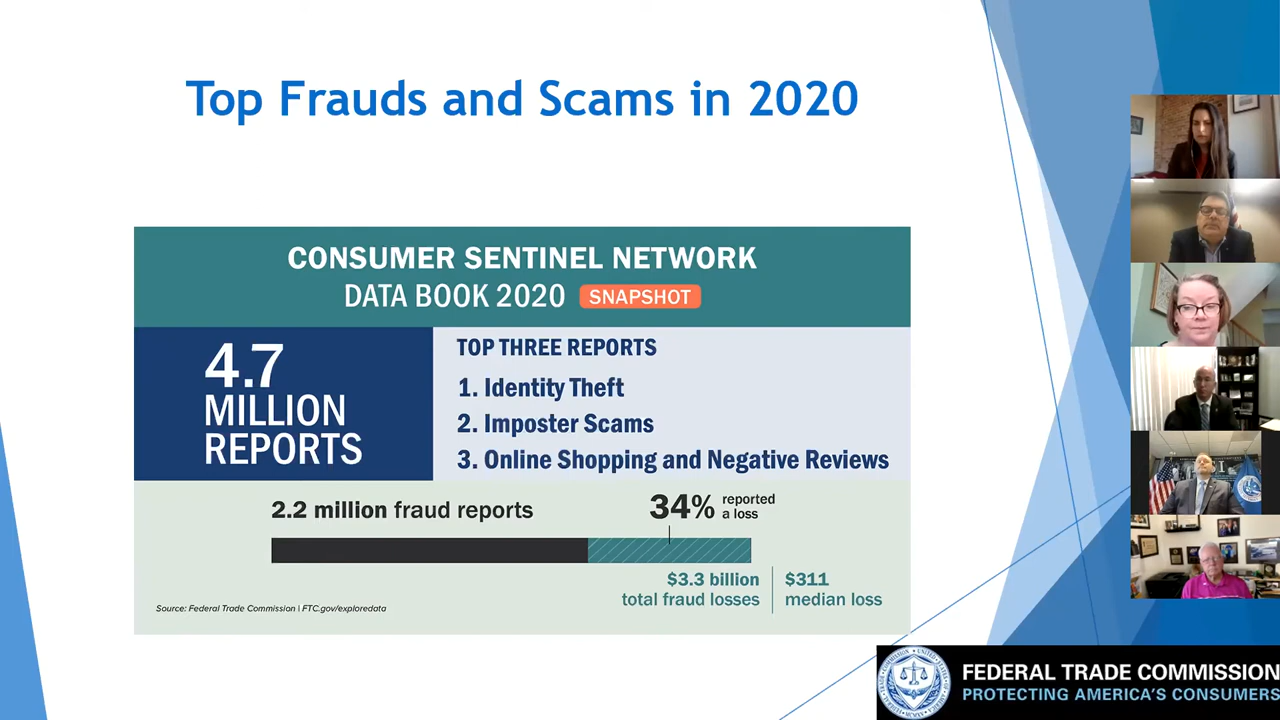 Top Frauds and Scams in 2020
CONSUMER SENTINEL NETWORK
DATA BOOK 2020 SNAPSHOT
4.7
MILLION
REPORTS
TOP THREE REPORTS
1. Identity Theft
2. Imposter Scams
3. Online Shopping and Negative Reviews
2.2 million fraud reports
34% reported
a loss
$3.3 billion
total fraud losses
$311
median loss
Source: Federal Trade Commission | FTC.gov/exploredata
FEDERAL TRADE COMMISSION
PROTECTING AMERICA'S CONSUMERS